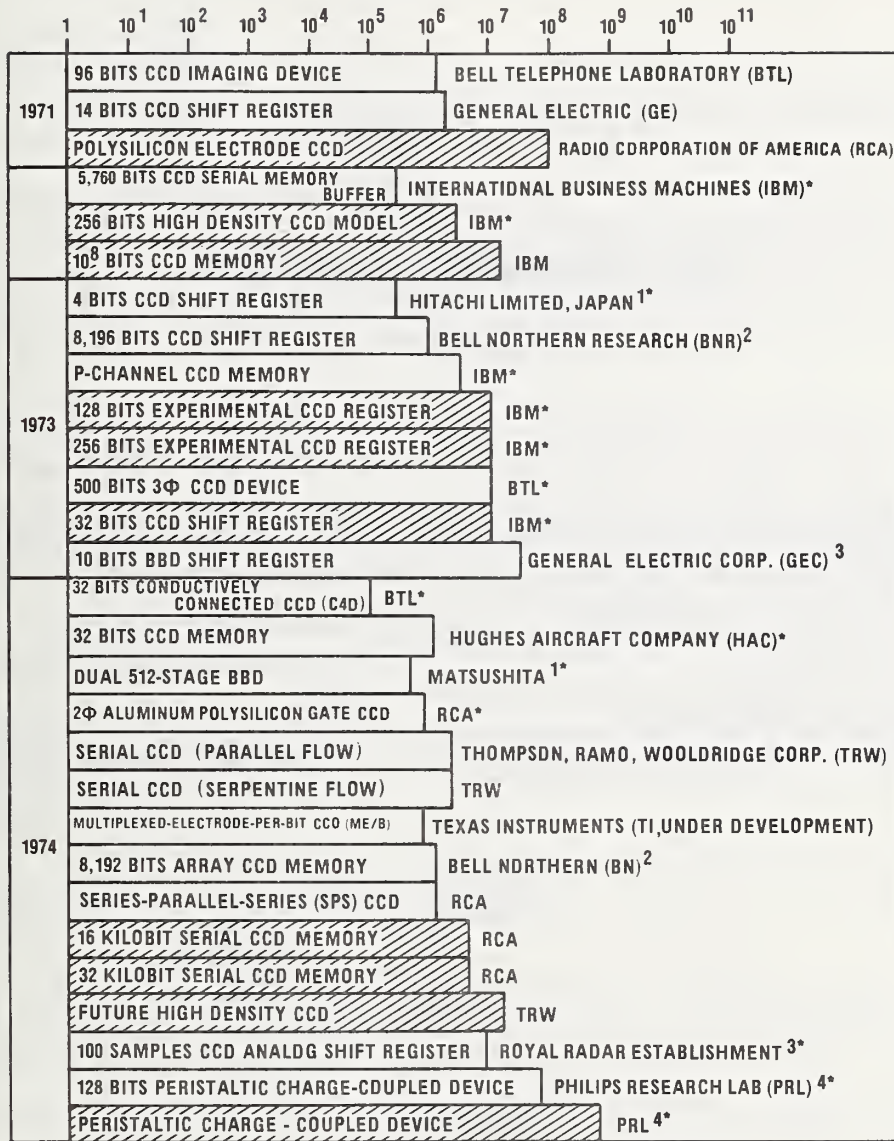 1 10¹ 10² 10³ 10⁴ 10⁵ 10⁶ 10⁷ 10⁸ 10⁹ 10¹⁰ 10¹¹
1971
96 BITS CCD IMAGING DEVICE BELL TELEPHONE LABORATORY (BTL)
14 BITS CCD SHIFT REGISTER GENERAL ELECTRIC (GE)
POLYSILICON ELECTRODE CCD RADIO CDRPORATION OF AMERICA (RCA)
5,760 BITS CCD SERIAL MEMORY
BUFFER INTERNATIONAL BUSINESS MACHINES (IBM)*
256 BITS HIGH DENSITY CCD MODEL IBM*
10⁸ BITS CCD MEMORY IBM
1973
4 BITS CCD SHIFT REGISTER HITACHI LIMITED, JAPAN ¹*
8,196 BITS CCD SHIFT REGISTER BELL NORTHERN RESEARCH (BNR)²
P-CHANNEL CCD MEMORY IBM*
128 BITS EXPERIMENTAL CCD REGISTER IBM*
256 BITS EXPERIMENTAL CCD REGISTER IBM*
500 BITS 3Φ CCD DEVICE BTL*
32 BITS CCD SHIFT REGISTER IBM*
10 BITS BBD SHIFT REGISTER GENERAL ELECTRIC CORP. (GEC) ³
1974
32 BITS CONDUCTIVELY
CONNECTED CCD (C4D) BTL*
32 BITS CCD MEMORY HUGHES AIRCRAFT COMPANY (HAC)*
DUAL 512-STAGE BBD MATSUSHITA ¹*
2Φ ALUMINUM POLYSILICON GATE CCD RCA*
SERIAL CCD (PARALLEL FLOW) THOMPSDN, RAMO, WOOLDRIDGE CORP. (TRW)
SERIAL CCD (SERPENTINE FLOW) TRW
MULTIPLEXED-ELECTRODE-PER-BIT CCO (ME/B) TEXAS INSTRUMENTS (TI,UNDER DEVELOPMENT)
8,192 BITS ARRAY CCD MEMORY BELL NDRTHERN (BN)²
SERIES-PARALLEL-SERIES (SPS) CCD RCA
16 KILOBIT SERIAL CCD MEMORY RCA
32 KILOBIT SERIAL CCD MEMORY RCA
FUTURE HIGH DENSITY CCD TRW
100 SAMPLES CCD ANALDG SHIFT REGISTER ROYAL RADAR ESTABLISHMENT ³*
128 BITS PERISTALTIC CHARGE-CDUPLED DEVICE PHILIPS RESEARCH LAB (PRL) ⁴*
PERISTALTIC CHARGE - COUPLED DEVICE PRL ⁴*